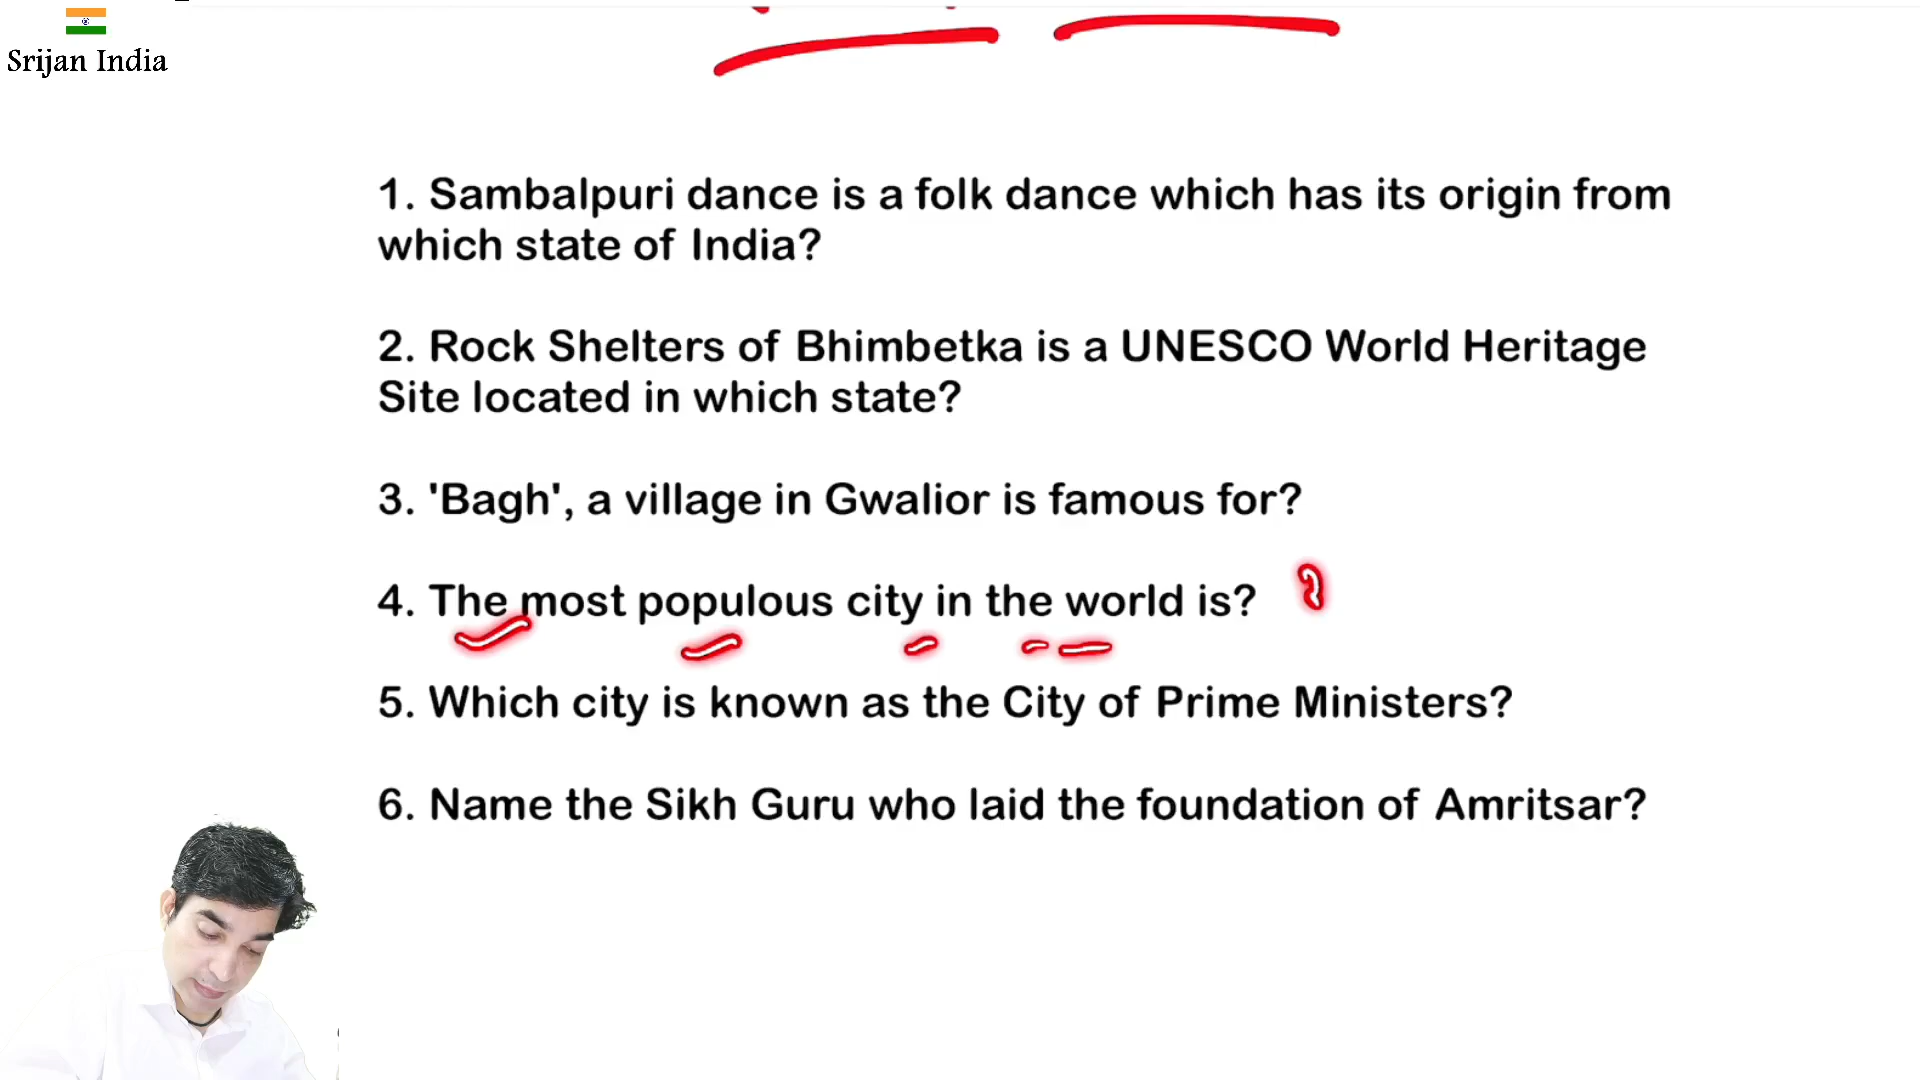 Srijan India
1. Sambalpuri dance is a folk dance which has its origin from
which state of India?
2. Rock Shelters of Bhimbetka is a UNESCO World Heritage
Site located in which state?
3. 'Bagh', a village in Gwalior is famous for?
4. The most populous city in the world is?
5. Which city is known as the City of Prime Ministers?
6. Name the Sikh Guru who laid the foundation of Amritsar?